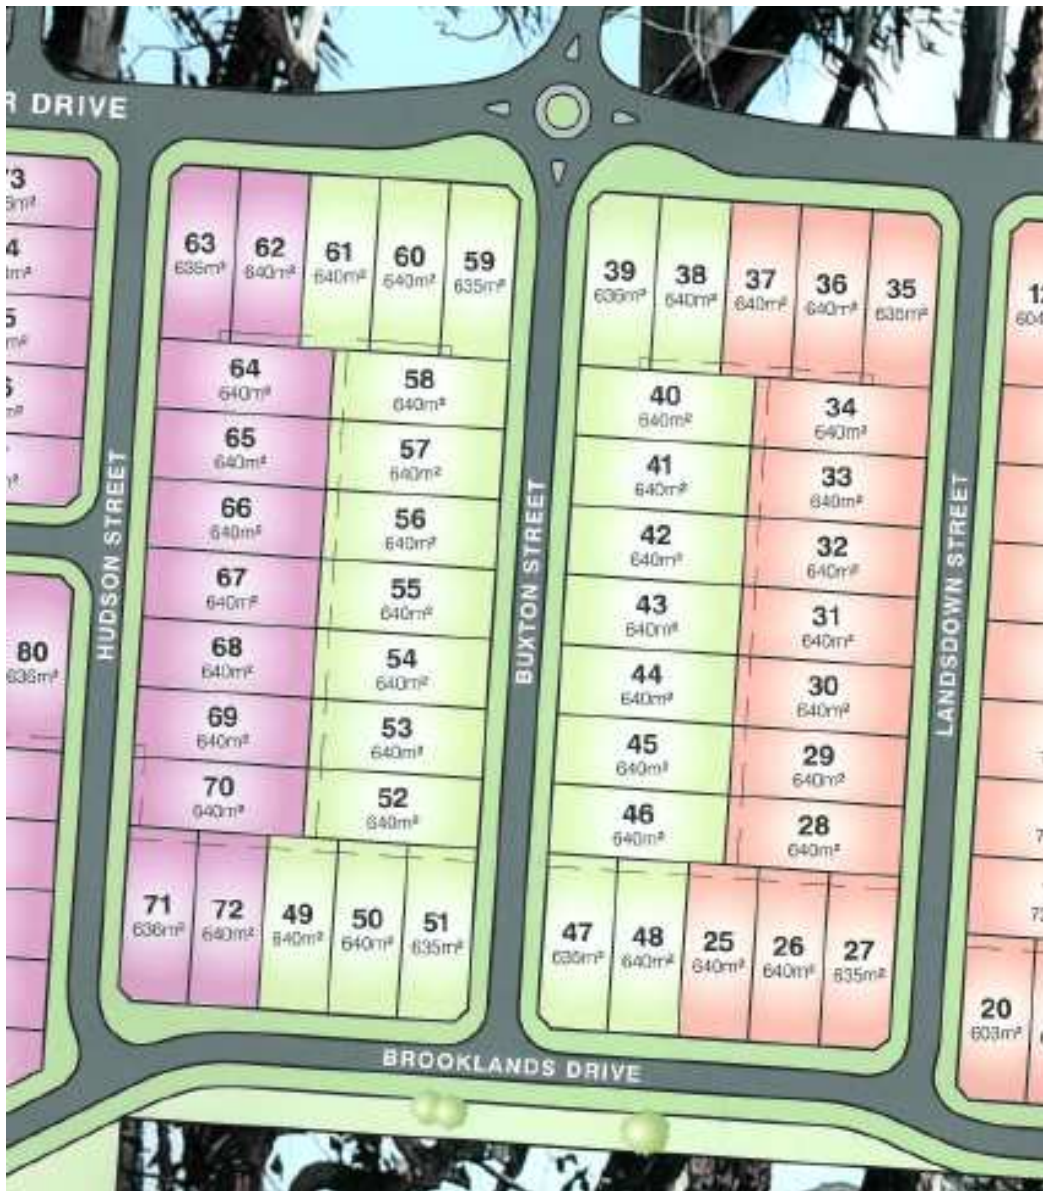 R DRIVE
HUDSON STREET
BUXTON STREET
LANDSDOWN STREET
BROOKLANDS DRIVE
63
635m²
62
640m²
61
640m²
60
640m²
59
635m²
64
640m²
58
640m²
65
640m²
57
640m²
66
640m²
56
640m²
67
640m²
55
640m²
68
640m²
54
640m²
69
640m²
53
640m²
70
640m²
52
640m²
71
636m²
72
640m²
49
640m²
50
640m²
51
635m²
39
636m²
38
640m²
37
640m²
36
640m²
35
635m²
40
640m²
34
640m²
41
640m²
33
640m²
42
640m²
32
640m²
43
640m²
31
640m²
44
640m²
30
640m²
45
640m²
29
640m²
46
640m²
28
640m²
47
635m²
48
640m²
25
640m²
26
640m²
27
635m²
80
636m²
20
603m²